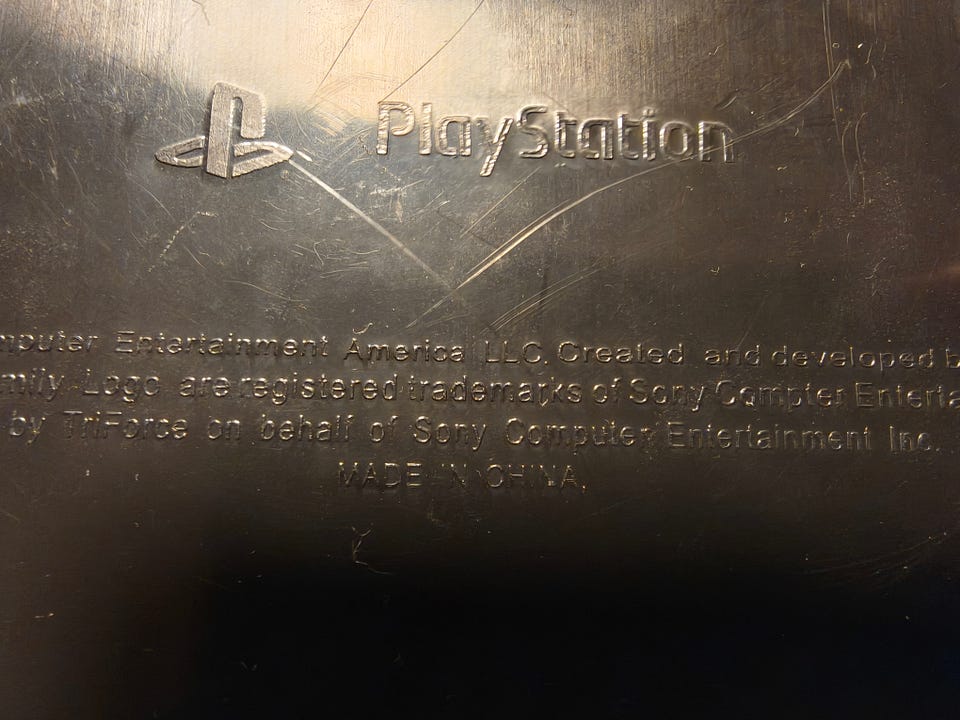 PlayStation
mputer Entertainment America LLC. Created and developed b
mily Logo are registered trademarks of Sony Compter Enterta
by TriForce on behalf of Sony Computer Entertainment Inc.
MADE IN CHINA